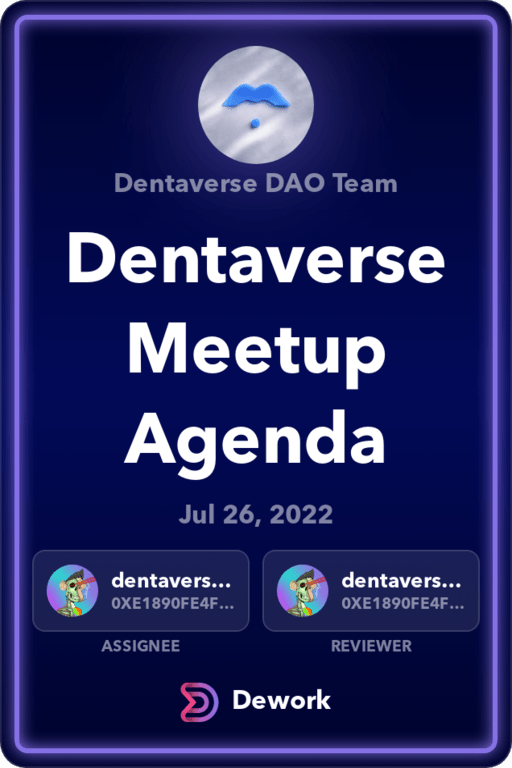 Dentaverse DAO Team
Dentaverse
Meetup
Agenda
Jul 26, 2022
dentavers...
0XE1890FE4F...
ASSIGNEE
dentavers...
0XE1890FE4F...
REVIEWER
Dework